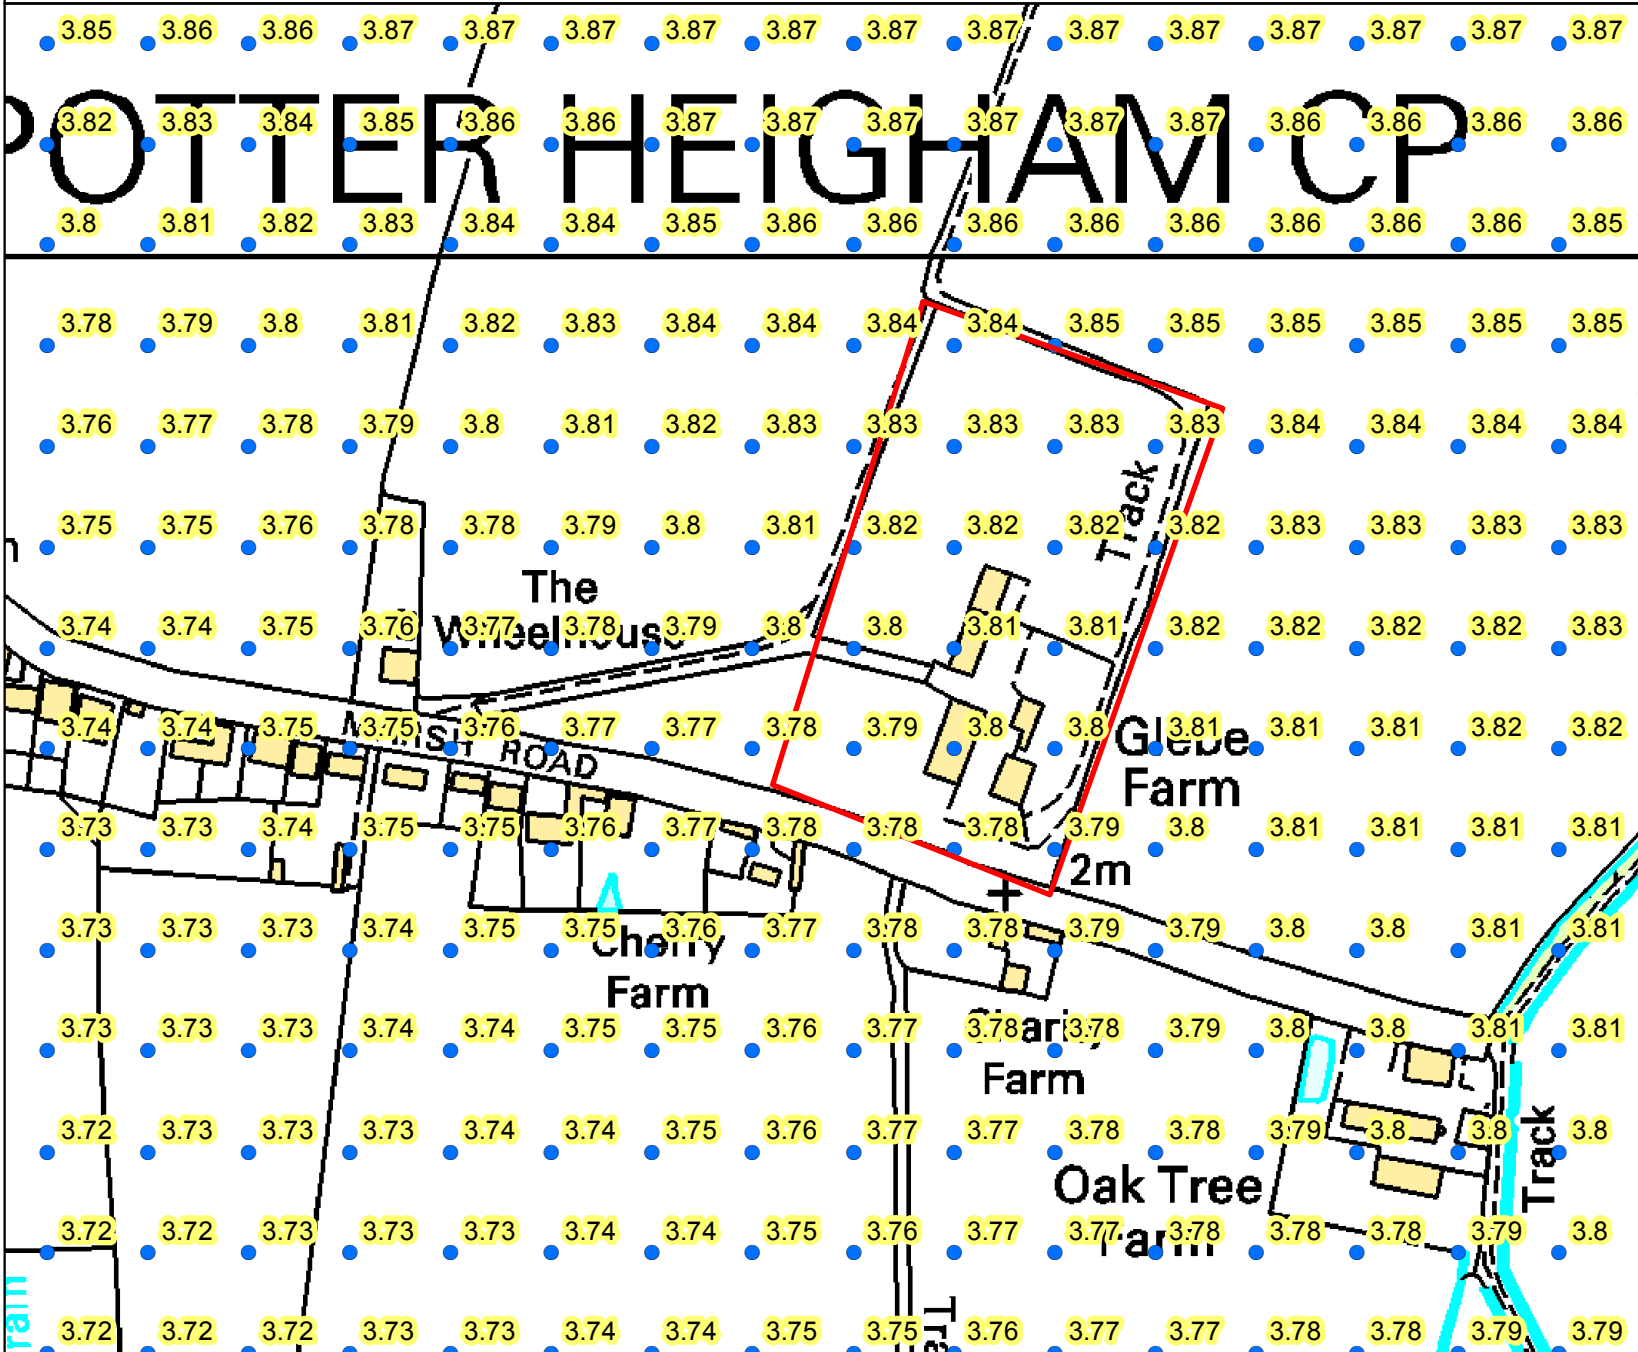 3.85 3.86 3.86 3.87 3.87 3.87 3.87 3.87 3.87 3.87 3.87 3.87 3.87 3.87 3.87 3.87
POTTER HEIGHAM CP
3.82 3.83 3.84 3.85 3.86 3.86 3.87 3.87 3.87 3.87 3.87 3.87 3.86 3.86 3.86 3.86
3.8 3.81 3.82 3.83 3.84 3.84 3.85 3.86 3.86 3.86 3.86 3.86 3.86 3.86 3.86 3.85
3.78 3.79 3.8 3.81 3.82 3.83 3.84 3.84 3.84 3.84 3.85 3.85 3.85 3.85 3.85 3.85
3.76 3.77 3.78 3.79 3.8 3.81 3.82 3.83 3.83 3.83 3.83 3.83 3.84 3.84 3.84 3.84
Track
3.75 3.75 3.76 3.78 3.78 3.79 3.8 3.81 3.82 3.82 3.82 3.82 3.83 3.83 3.83 3.83
The
Wheelhouse
3.74 3.74 3.75 3.76 3.77 3.78 3.79 3.8 3.8 3.81 3.81 3.82 3.82 3.82 3.82 3.83
3.74 3.74 3.75 3.75 3.76 3.77 3.77 3.78 3.79 3.8 3.8 3.81 3.81 3.81 3.82 3.82
MARSH ROAD
Glebe
Farm
3.73 3.73 3.74 3.75 3.75 3.76 3.77 3.78 3.78 3.78 3.79 3.8 3.81 3.81 3.81 3.81
2m
3.73 3.73 3.73 3.74 3.75 3.75 3.76 3.77 3.78 3.78 3.79 3.79 3.8 3.8 3.81 3.81
Cherry
Farm
3.73 3.73 3.73 3.74 3.74 3.75 3.75 3.76 3.77 3.78 3.78 3.79 3.8 3.8 3.81 3.81
Farm
3.72 3.73 3.73 3.73 3.74 3.74 3.75 3.76 3.77 3.77 3.78 3.78 3.79 3.8 3.8 3.8
Track
Oak Tree
Farm
3.72 3.72 3.73 3.73 3.73 3.74 3.74 3.75 3.76 3.77 3.77 3.78 3.78 3.78 3.79 3.8
3.72 3.72 3.72 3.73 3.73 3.74 3.74 3.75 3.75 3.76 3.77 3.77 3.78 3.78 3.79 3.79